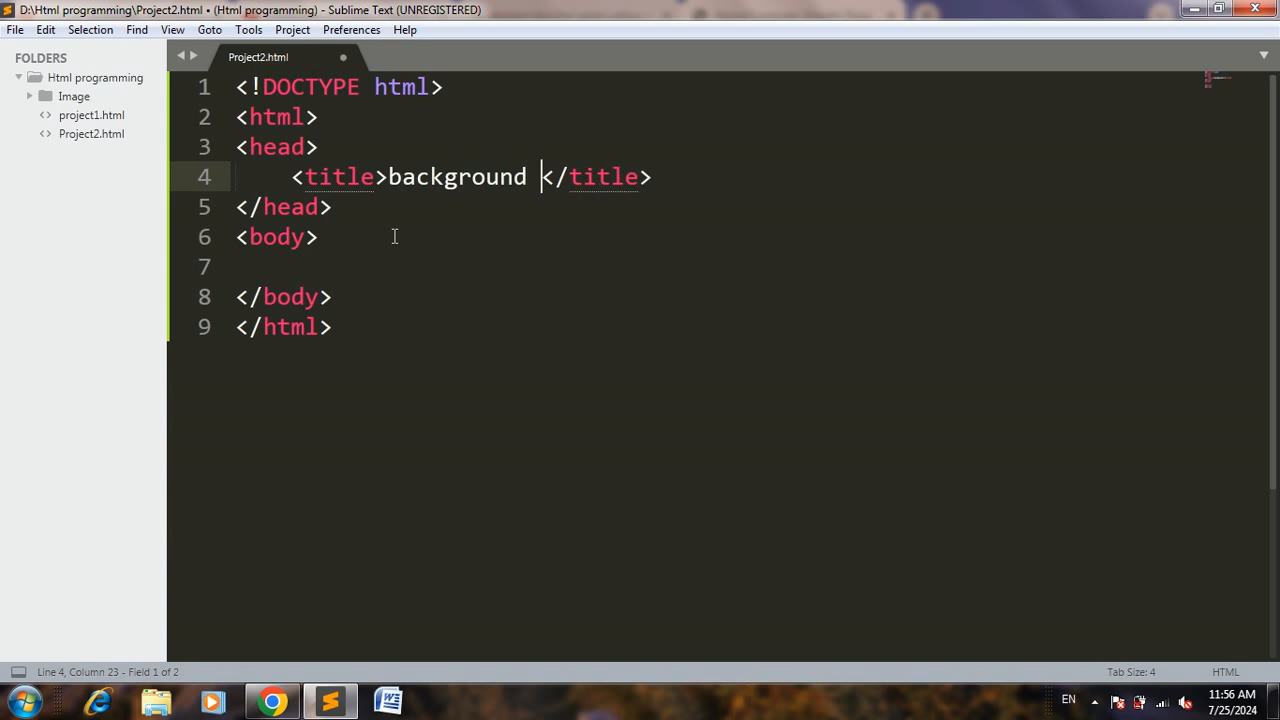 D:\Html programming\Project2.html • (Html programming) - Sublime Text (UNREGISTERED)
File Edit Selection Find View Goto Tools Project Preferences Help
FOLDERS
Html programming
Image
project1.html
Project2.html
Project2.html
1 <!DOCTYPE html>
2 <html>
3 <head>
4 <title>background </title>
5 </head>
6 <body>
7
8 </body>
9 </html>
Line 4, Column 23 - Field 1 of 2
Tab Size: 4
HTML
EN
11:56 AM
7/25/2024